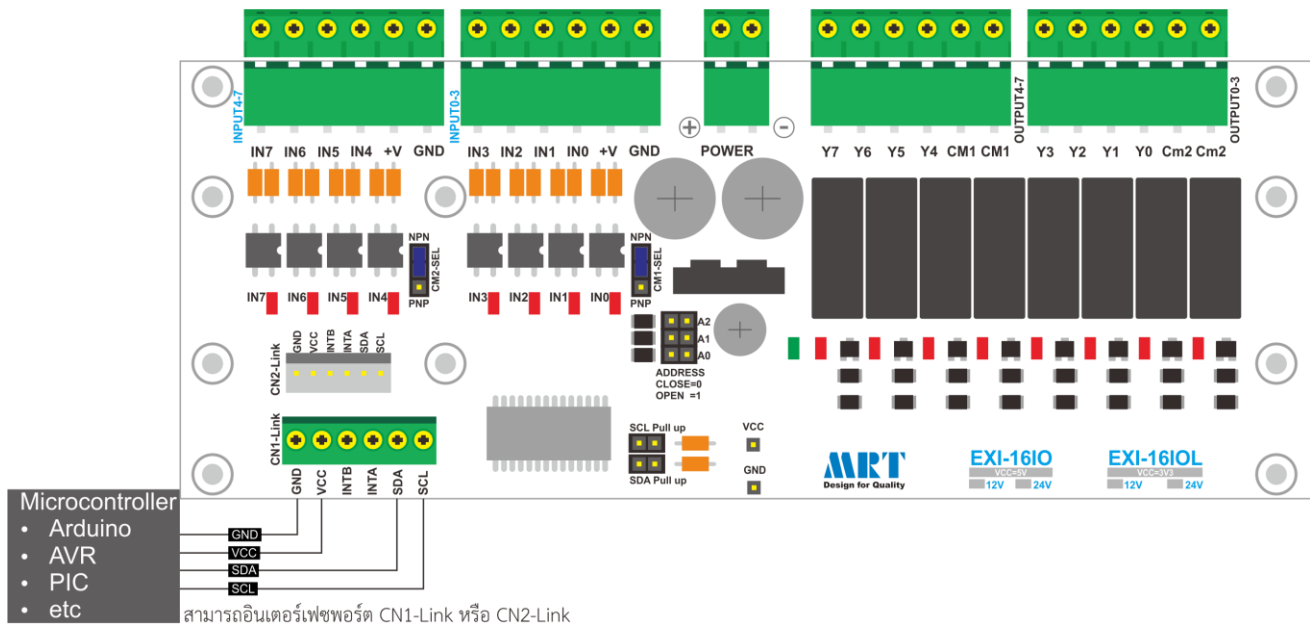 INPUT4-7
INPUT0-3
OUTPUT4-7
OUTPUT0-3
IN7 IN6 IN5 IN4 +V GND
IN3 IN2 IN1 IN0 +V GND
POWER
Y7 Y6 Y5 Y4 CM1 CM1
Y3 Y2 Y1 Y0 Cm2 Cm2
NPN
CM2-SEL
PNP
NPN
CM1-SEL
PNP
IN7 IN6 IN5 IN4
IN3 IN2 IN1 IN0
A2
A1
A0
ADDRESS
CLOSE=0
OPEN =1
CN2-Link
GND VCC INTB INTA SDA SCL
CN1-Link
GND VCC INTB INTA SDA SCL
SCL Pull up
SDA Pull up
VCC
GND
MRT
Design for Quality
EXI-16IO
VCC=5V
12V 24V
EXI-16IOL
VCC=3V3
12V 24V
Microcontroller
• Arduino
• AVR
• PIC
• etc
GND
VCC
SDA
SCL
สามารถอินเตอร์เฟซพอร์ต CN1-Link หรือ CN2-Link